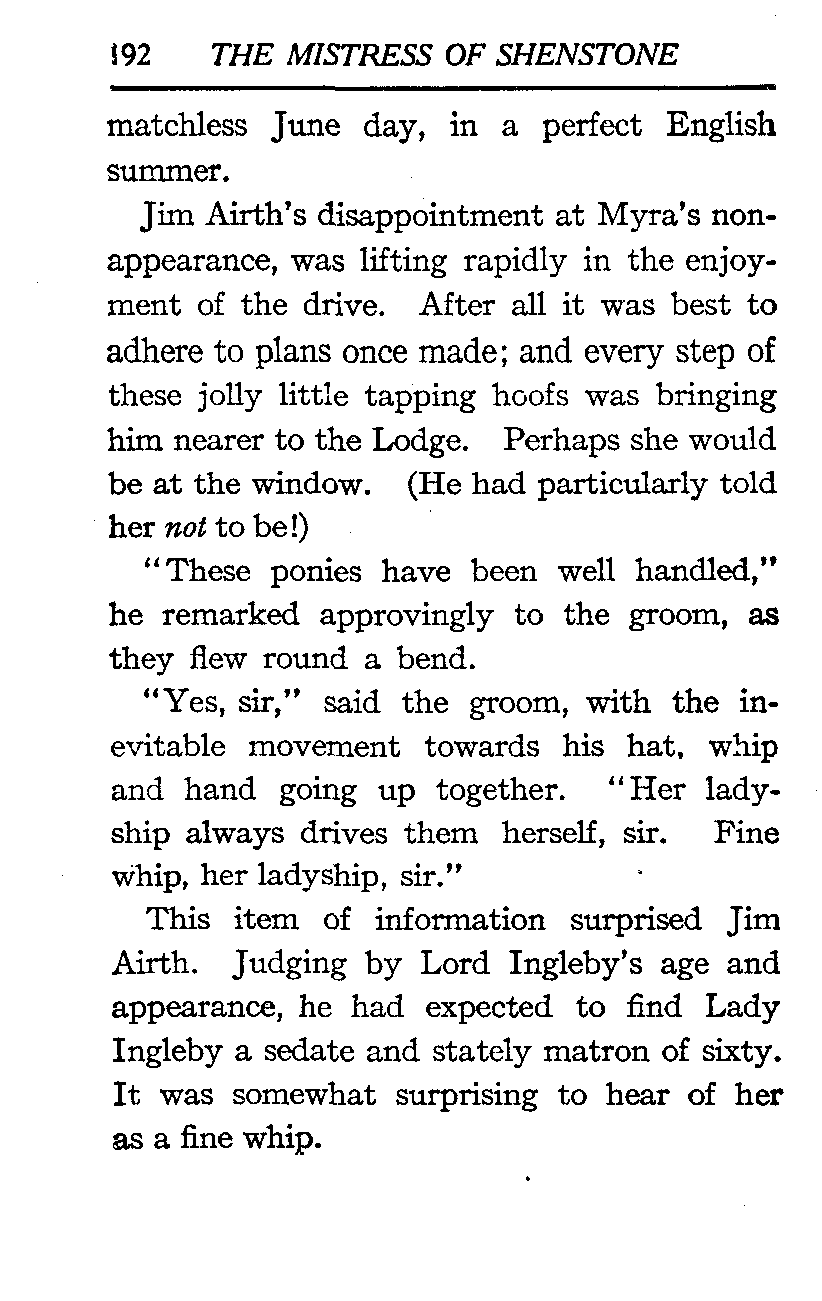 192 THE MISTRESS OF SHENSTONE
matchless June day, in a perfect English
summer.
Jim Airth's disappointment at Myra's non-
appearance, was lifting rapidly in the enjoy-
ment of the drive. After all it was best to
adhere to plans once made; and every step of
these jolly little tapping hoofs was bringing
him nearer to the Lodge. Perhaps she would
be at the window. (He had particularly told
her not to be!)
"These ponies have been well handled,"
he remarked approvingly to the groom, as
they flew round a bend.
"Yes, sir," said the groom, with the in-
evitable movement towards his hat, whip
and hand going up together. "Her lady-
ship always drives them herself, sir. Fine
whip, her ladyship, sir."
This item of information surprised Jim
Airth. Judging by Lord Ingleby's age and
appearance, he had expected to find Lady
Ingleby a sedate and stately matron of sixty.
It was somewhat surprising to hear of her
as a fine whip.